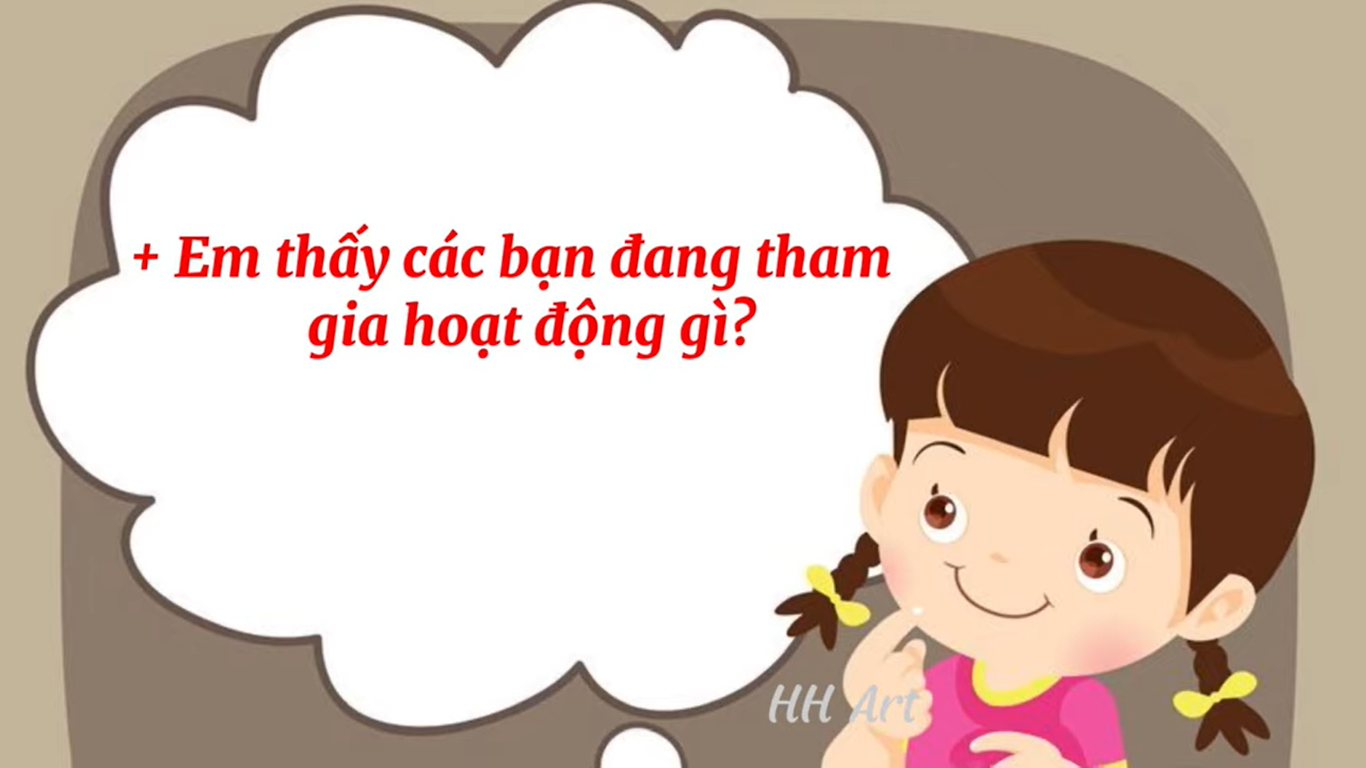 + Em thấy các bạn đang tham
gia hoạt động gì?
HH Art